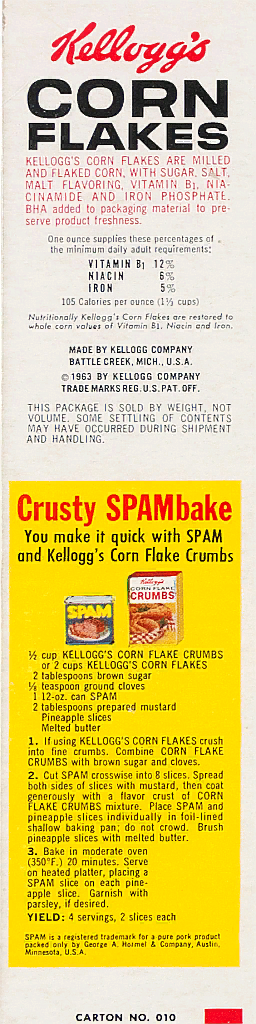 Kellogg's
CORN
FLAKES
KELLOGG'S CORN FLAKES ARE MILLED
AND FLAKED CORN, WITH SUGAR, SALT,
MALT FLAVORING, VITAMIN B1, NIA-
CINAMIDE AND IRON PHOSPHATE.
BHA added to packaging material to pre-
serve product freshness.
One ounce supplies these percentages of
the minimum daily adult requirements:
VITAMIN B1 12%
NIACIN 6%
IRON 5%
105 Calories per ounce (1⅓ cups)
Nutritionally Kellogg's Corn Flakes are restored to
whole corn values of Vitamin B1, Niacin and Iron.
MADE BY KELLOGG COMPANY
BATTLE CREEK, MICH., U.S.A.
© 1963 BY KELLOGG COMPANY
TRADE MARKS REG. U.S. PAT. OFF.
THIS PACKAGE IS SOLD BY WEIGHT, NOT
VOLUME. SOME SETTLING OF CONTENTS
MAY HAVE OCCURRED DURING SHIPMENT
AND HANDLING.
Crusty SPAMbake
You make it quick with SPAM
and Kellogg's Corn Flake Crumbs
SPAM
Kellogg's
CORN FLAKE
CRUMBS
½ cup KELLOGG'S CORN FLAKE CRUMBS
or 2 cups KELLOGG'S CORN FLAKES
2 tablespoons brown sugar
⅛ teaspoon ground cloves
1 12-oz. can SPAM
2 tablespoons prepared mustard
Pineapple slices
Melted butter
1. If using KELLOGG'S CORN FLAKES crush
into fine crumbs. Combine CORN FLAKE
CRUMBS with brown sugar and cloves.
2. Cut SPAM crosswise into 8 slices. Spread
both sides of slices with mustard, then coat
generously with a flavor crust of CORN
FLAKE CRUMBS mixture. Place SPAM and
pineapple slices individually in foil-lined
shallow baking pan; do not crowd. Brush
pineapple slices with melted butter.
3. Bake in moderate oven
(350°F.) 20 minutes. Serve
on heated platter, placing a
SPAM slice on each pine-
apple slice. Garnish with
parsley, if desired.
YIELD: 4 servings, 2 slices each
SPAM is a registered trademark for a pure pork product
packed only by George A. Hormel & Company, Austin,
Minnesota, U.S.A.
CARTON NO. 010